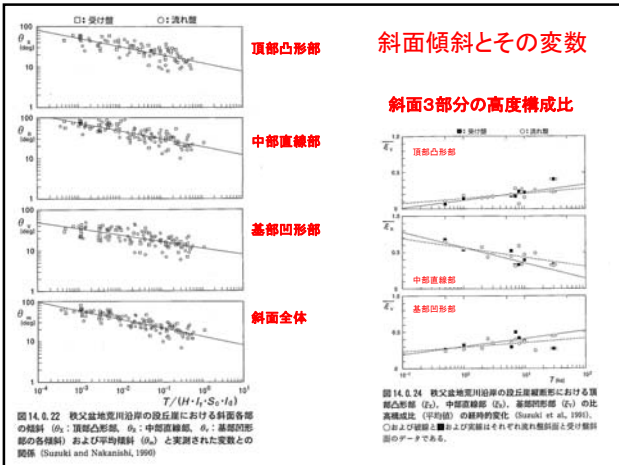 □: 受け盤 ○: 流れ盤
斜面傾斜とその変数
頂部凸形部
中部直線部
基部凹形部
斜面全体
斜面3部分の高度構成比
■: 受け盤 ○: 流れ盤
頂部凸形部
中部直線部
基部凹形部
T/(H・It・Sc・Id)
図14.0.22 秩父盆地荒川沿岸の段丘崖における斜面各部
の傾斜 (θX:頂部凸形部, θS:中部直線部, θV:基部凹形部
の各傾斜) および平均傾斜 (θm) と実測された変数との
関係 (Suzuki and Nakanishi, 1990)
図14.0.24 秩父盆地荒川沿岸の段丘崖縦断形における頂
部凸形部, 中部直線部, 基部凹形部の比
高構成比 (平均値) の経時的変化 (Suzuki et al., 1991).
○および破線と■および実線はそれぞれ流れ盤斜面と受け盤斜
面のデータである.